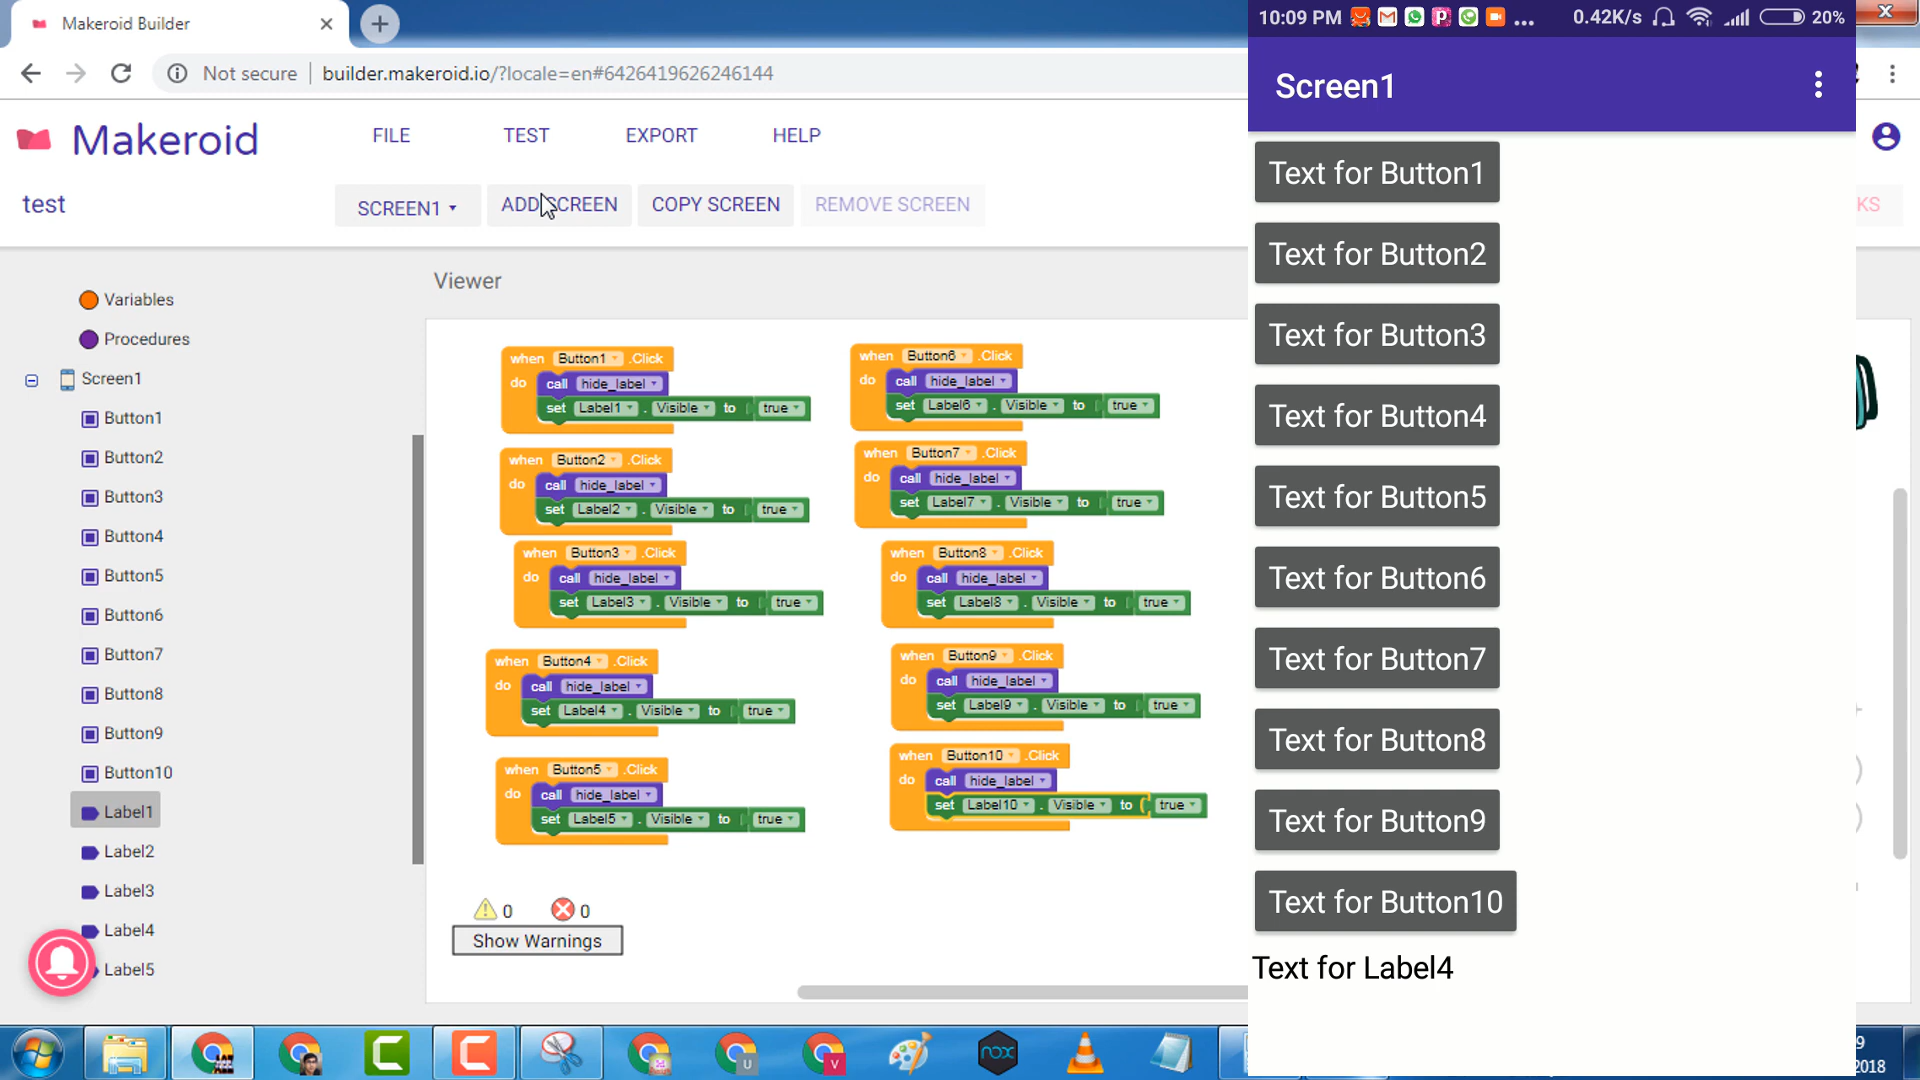 Makeroid Builder
Not secure
builder.makeroid.io/?locale=en#6426419626246144
Makeroid
FILE
TEST
EXPORT
HELP
test
SCREEN1
ADD SCREEN
COPY SCREEN
REMOVE SCREEN
KS
Variables
Procedures
Screen1
Button1
Button2
Button3
Button4
Button5
Button6
Button7
Button8
Button9
Button10
Label1
Label2
Label3
Label4
Label5
Viewer
when Button1 .Click
do call hide_label
set Label1 . Visible to true
when Button2 .Click
do call hide_label
set Label2 . Visible to true
when Button3 .Click
do call hide_label
set Label3 . Visible to true
when Button4 .Click
do call hide_label
set Label4 . Visible to true
when Button5 .Click
do call hide_label
set Label5 . Visible to true
when Button6 .Click
do call hide_label
set Label6 . Visible to true
when Button7 .Click
do call hide_label
set Label7 . Visible to true
when Button8 .Click
do call hide_label
set Label8 . Visible to true
when Button9 .Click
do call hide_label
set Label9 . Visible to true
when Button10 .Click
do call hide_label
set Label10 . Visible to true
0 0
Show Warnings
10:09 PM
0.42K/s
20%
Screen1
Text for Button1
Text for Button2
Text for Button3
Text for Button4
Text for Button5
Text for Button6
Text for Button7
Text for Button8
Text for Button9
Text for Button10
Text for Label4
nox
U
V
9
2018